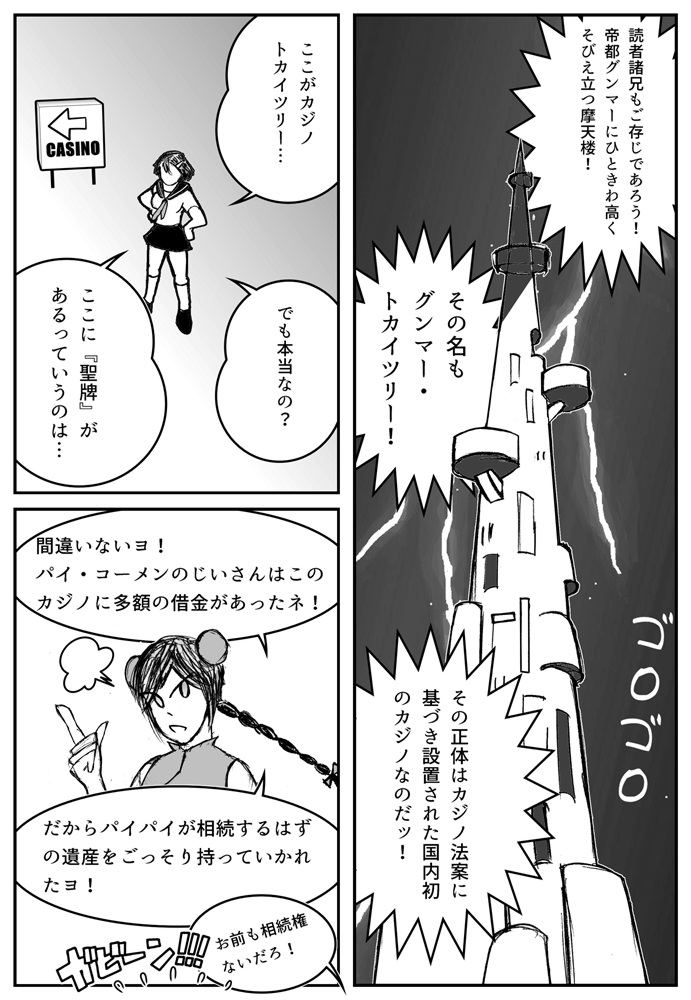 読者諸兄もご存じであろう！
帝都グンマーにひときわ高く
そびえ立つ摩天楼！
その名も
グンマー・
トカイツリー！
ゴロゴロ
その正体はカジノ法案に
基づき設置された国内初
のカジノなのだッ！
ここがカジノ
トカイツリー…
CASINO
でも本当なの？
ここに『聖牌』が
あるっていうのは…
間違いないヨ！
パイ・コーメンのじいさんはこの
カジノに多額の借金があったネ！
だからパイパイが相続するはず
の遺産をごっそり持っていかれ
たヨ！
お前も相続権
ないだろ！
ガビーン!!!